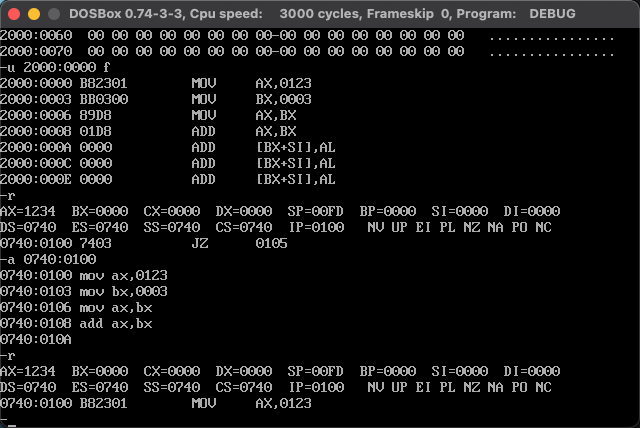 DOSBox 0.74-3-3, Cpu speed:    3000 cycles, Frameskip  0, Program:    DEBUG
2000:0060  00 00 00 00 00 00 00 00-00 00 00 00 00 00 00 00   ................
2000:0070  00 00 00 00 00 00 00 00-00 00 00 00 00 00 00 00   ................
-u 2000:0000 f
2000:0000 B82301        MOV     AX,0123
2000:0003 BB0300        MOV     BX,0003
2000:0006 89D8          MOV     AX,BX
2000:0008 01D8          ADD     AX,BX
2000:000A 0000          ADD     [BX+SI],AL
2000:000C 0000          ADD     [BX+SI],AL
2000:000E 0000          ADD     [BX+SI],AL
-r
AX=1234  BX=0000  CX=0000  DX=0000  SP=00FD  BP=0000  SI=0000  DI=0000
DS=0740  ES=0740  SS=0740  CS=0740  IP=0100   NV UP EI PL NZ NA PO NC
0740:0100 7403          JZ      0105
-a 0740:0100
0740:0100 mov ax,0123
0740:0103 mov bx,0003
0740:0106 mov ax,bx
0740:0108 add ax,bx
0740:010A
-r
AX=1234  BX=0000  CX=0000  DX=0000  SP=00FD  BP=0000  SI=0000  DI=0000
DS=0740  ES=0740  SS=0740  CS=0740  IP=0100   NV UP EI PL NZ NA PO NC
0740:0100 B82301        MOV     AX,0123
-_